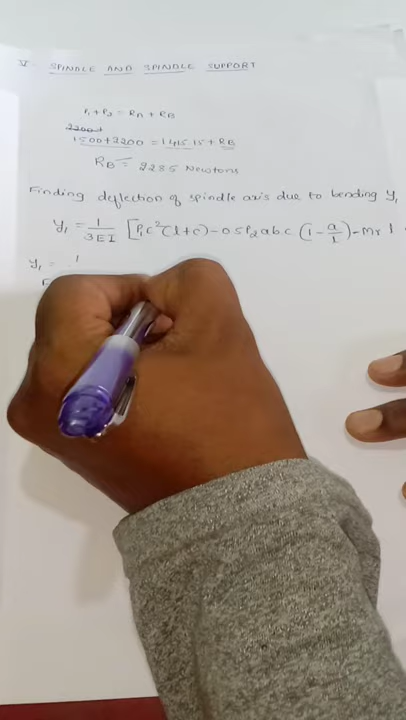 V. SPINDLE AND SPINDLE SUPPORT
P₁ + P₂ = RA + RB
1500 + 2200 = 1415.15 + RB
RB = 2285 Newtons
Finding deflection of spindle axis due to bending y₁
y₁ = 1/3EI [P₁c²(l+c) - 0.5P₂abc (1 - a/l) - Mr l
y₁ = 1